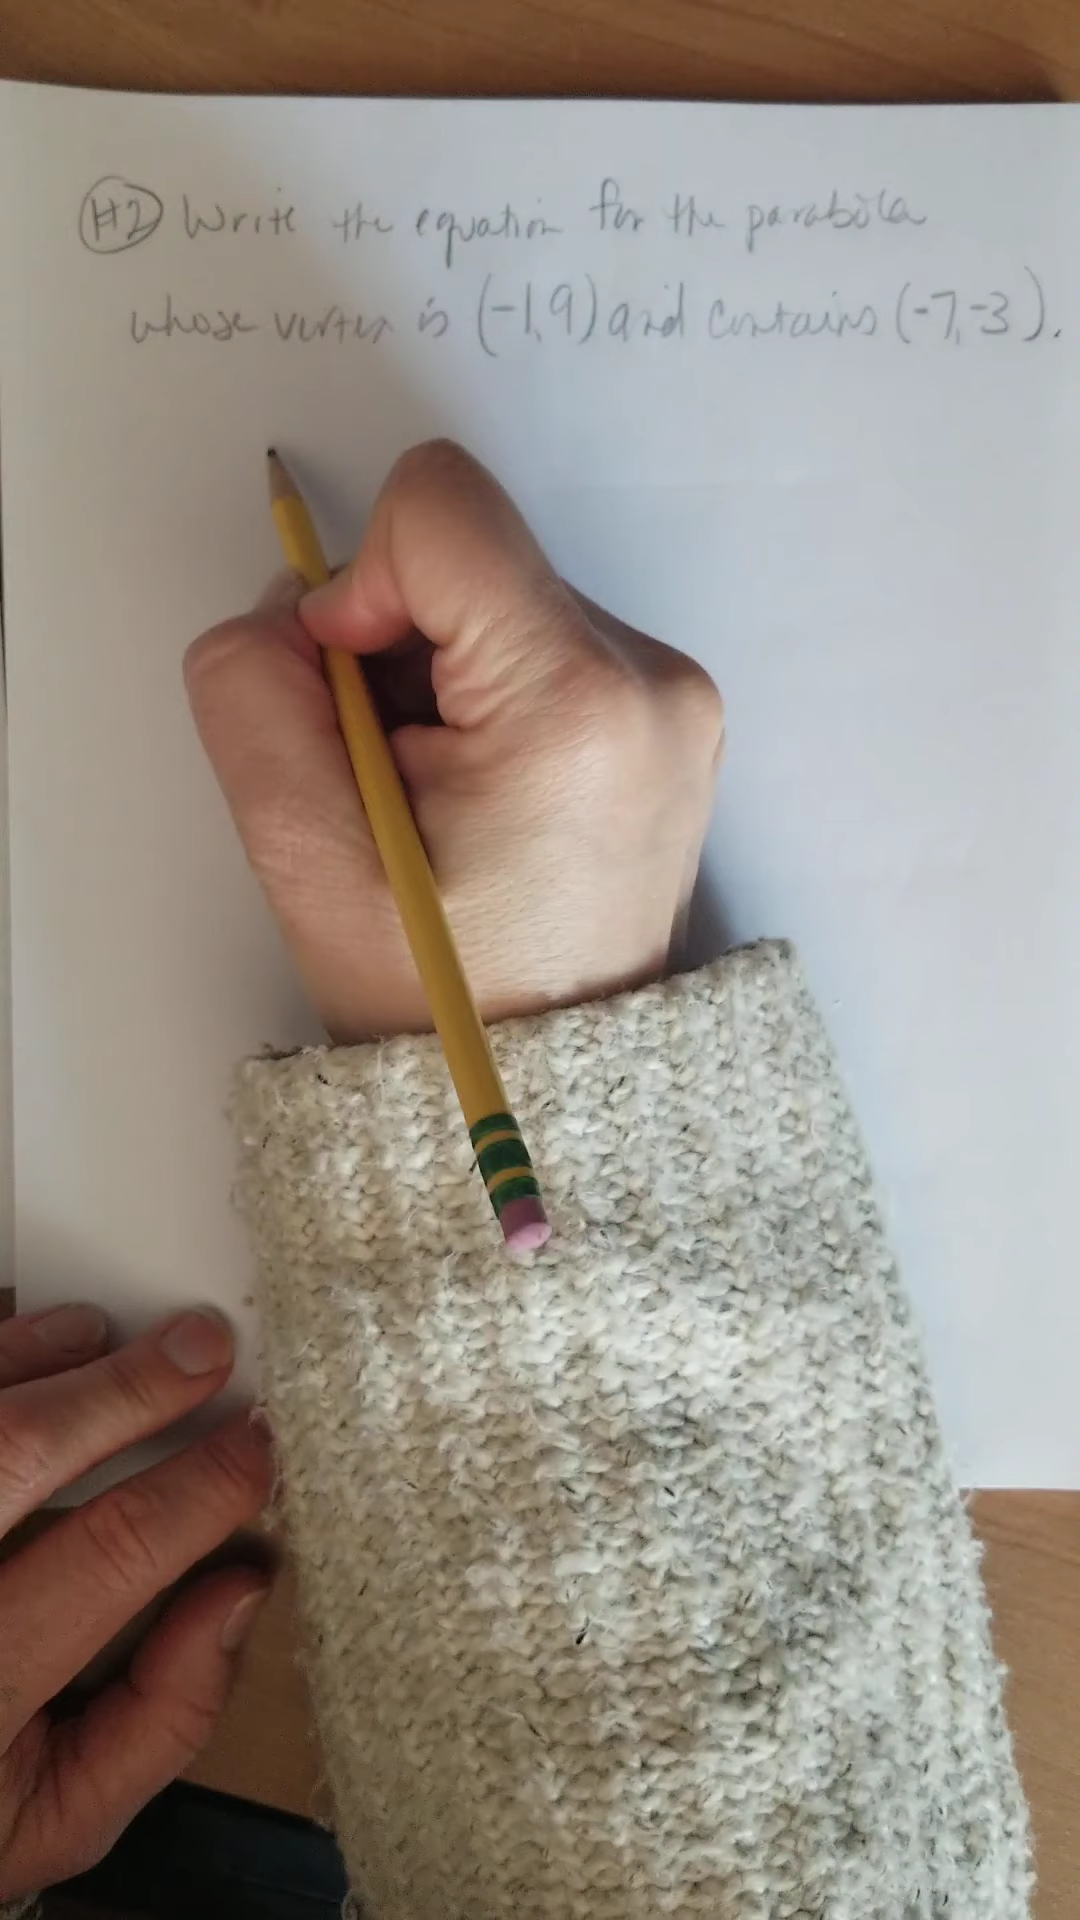 #2 Write the equation for the parabola
whose vertex is (-1,9) and contains (-7,-3).